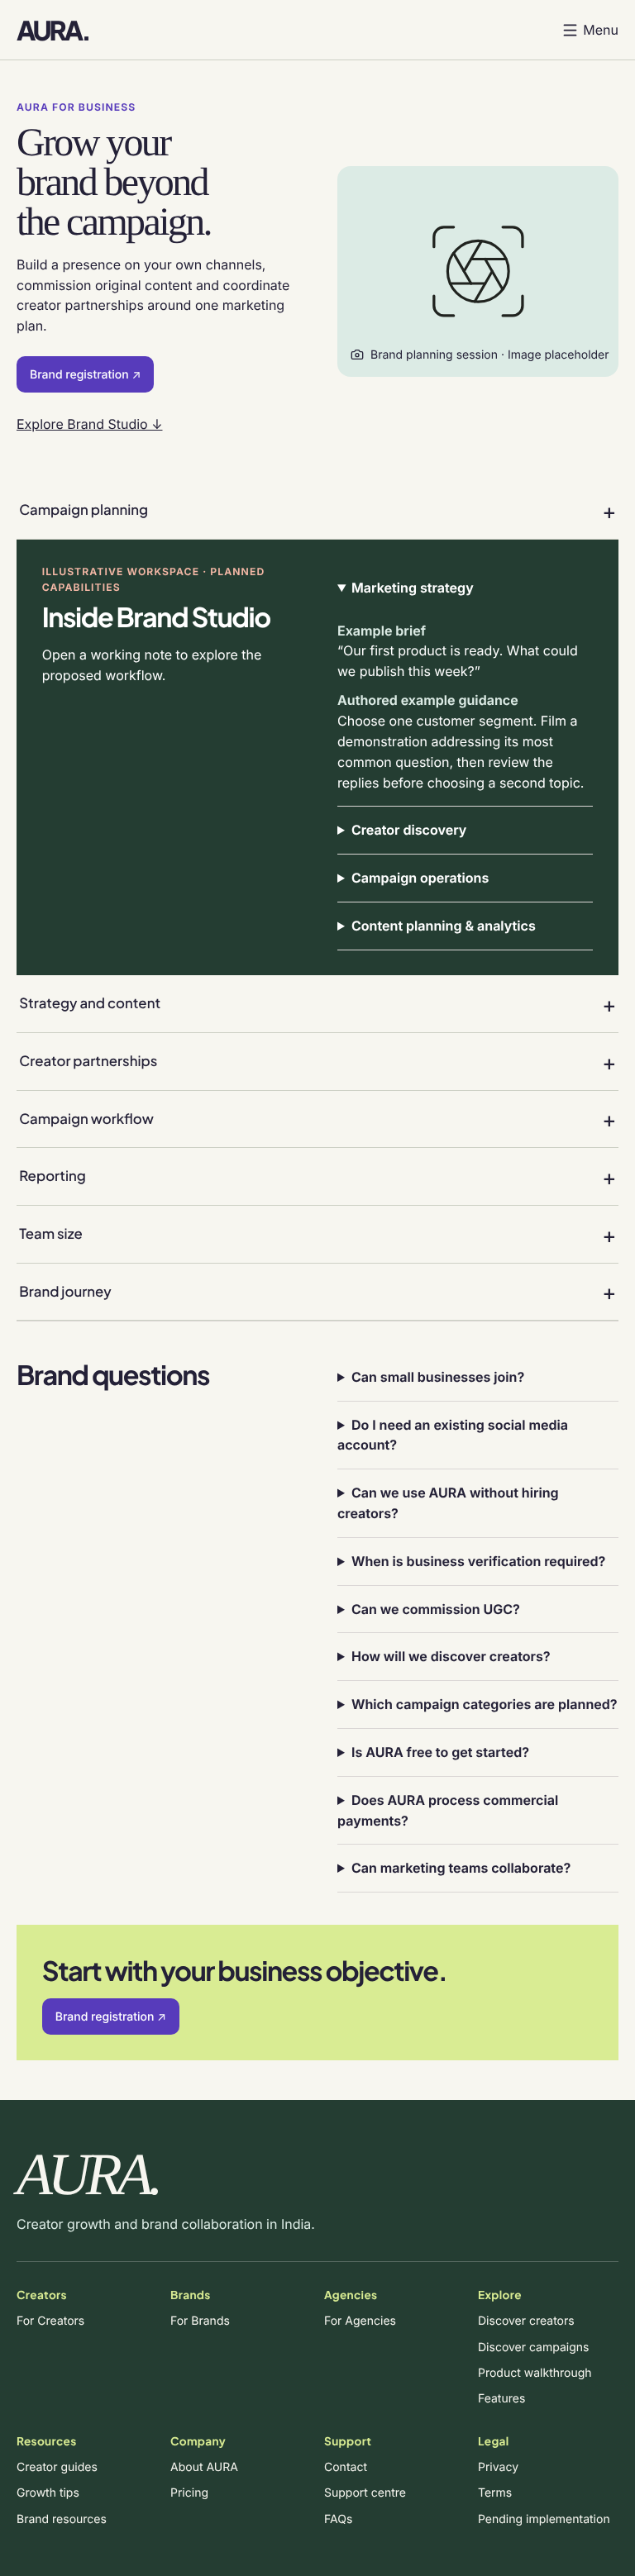 AURA.
Menu
AURA FOR BUSINESS
Grow your
brand beyond
the campaign.
Build a presence on your own channels,
commission original content and coordinate
creator partnerships around one marketing
plan.
Brand registration ↗
Explore Brand Studio ↓
Brand planning session · Image placeholder
Campaign planning
+
ILLUSTRATIVE WORKSPACE · PLANNED
CAPABILITIES
Inside Brand Studio
Open a working note to explore the
proposed workflow.
▼ Marketing strategy
Example brief
“Our first product is ready. What could
we publish this week?”
Authored example guidance
Choose one customer segment. Film a
demonstration addressing its most
common question, then review the
replies before choosing a second topic.
▶ Creator discovery
▶ Campaign operations
▶ Content planning & analytics
Strategy and content
+
Creator partnerships
+
Campaign workflow
+
Reporting
+
Team size
+
Brand journey
+
Brand questions
▶ Can small businesses join?
▶ Do I need an existing social media
account?
▶ Can we use AURA without hiring
creators?
▶ When is business verification required?
▶ Can we commission UGC?
▶ How will we discover creators?
▶ Which campaign categories are planned?
▶ Is AURA free to get started?
▶ Does AURA process commercial
payments?
▶ Can marketing teams collaborate?
Start with your business objective.
Brand registration ↗
AURA.
Creator growth and brand collaboration in India.
Creators
For Creators
Brands
For Brands
Agencies
For Agencies
Explore
Discover creators
Discover campaigns
Product walkthrough
Features
Resources
Creator guides
Growth tips
Brand resources
Company
About AURA
Pricing
Support
Contact
Support centre
FAQs
Legal
Privacy
Terms
Pending implementation